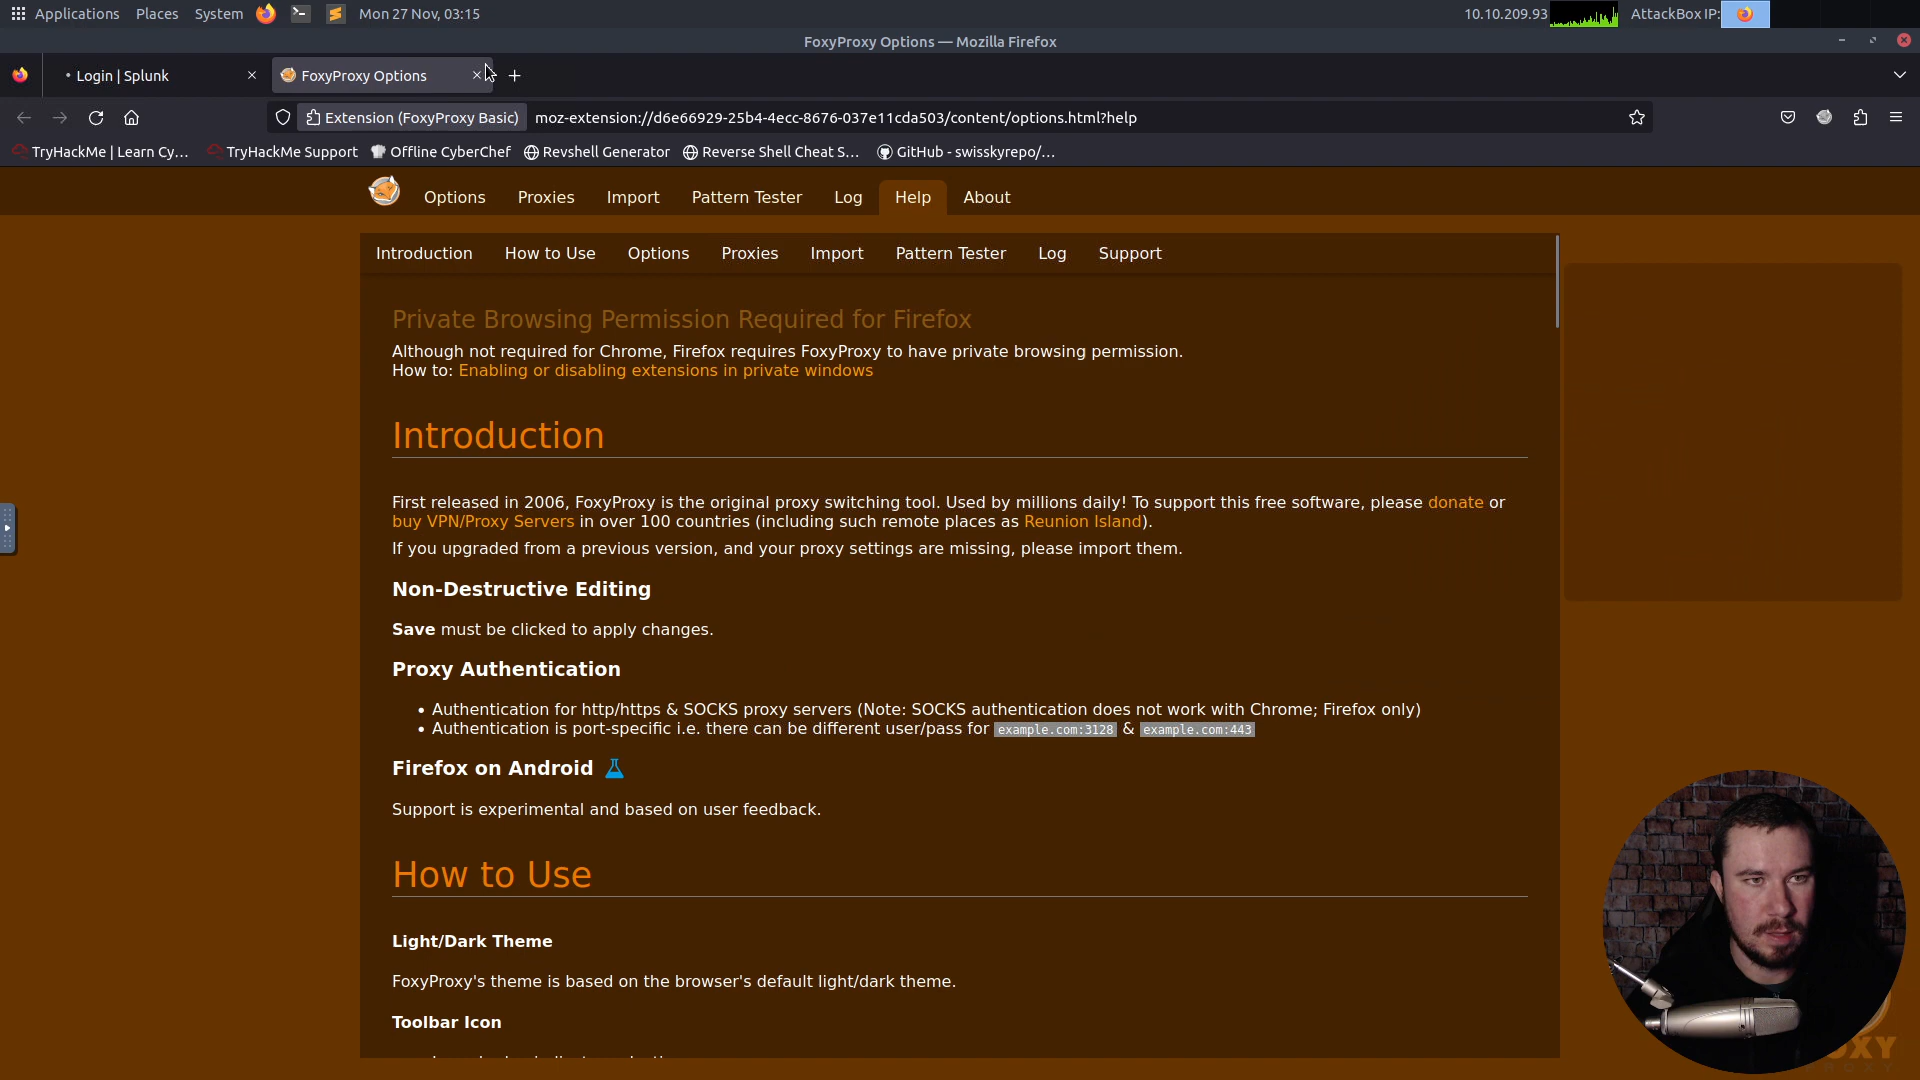 Applications Places System Mon 27 Nov, 03:15 10.10.209.93 AttackBox IP:
FoxyProxy Options — Mozilla Firefox
Login | Splunk FoxyProxy Options
Extension (FoxyProxy Basic) moz-extension://d6e66929-25b4-4ecc-8676-037e11cda503/content/options.html?help
TryHackMe | Learn Cy... TryHackMe Support Offline CyberChef Revshell Generator Reverse Shell Cheat S... GitHub - swisskyrepo/...
Options Proxies Import Pattern Tester Log Help About
Introduction How to Use Options Proxies Import Pattern Tester Log Support
Private Browsing Permission Required for Firefox
Although not required for Chrome, Firefox requires FoxyProxy to have private browsing permission.
How to: Enabling or disabling extensions in private windows
Introduction
First released in 2006, FoxyProxy is the original proxy switching tool. Used by millions daily! To support this free software, please donate or
buy VPN/Proxy Servers in over 100 countries (including such remote places as Reunion Island).
If you upgraded from a previous version, and your proxy settings are missing, please import them.
Non-Destructive Editing
Save must be clicked to apply changes.
Proxy Authentication
• Authentication for http/https & SOCKS proxy servers (Note: SOCKS authentication does not work with Chrome; Firefox only)
• Authentication is port-specific i.e. there can be different user/pass for example.com:3128 & example.com:443
Firefox on Android
Support is experimental and based on user feedback.
How to Use
Light/Dark Theme
FoxyProxy's theme is based on the browser's default light/dark theme.
Toolbar Icon